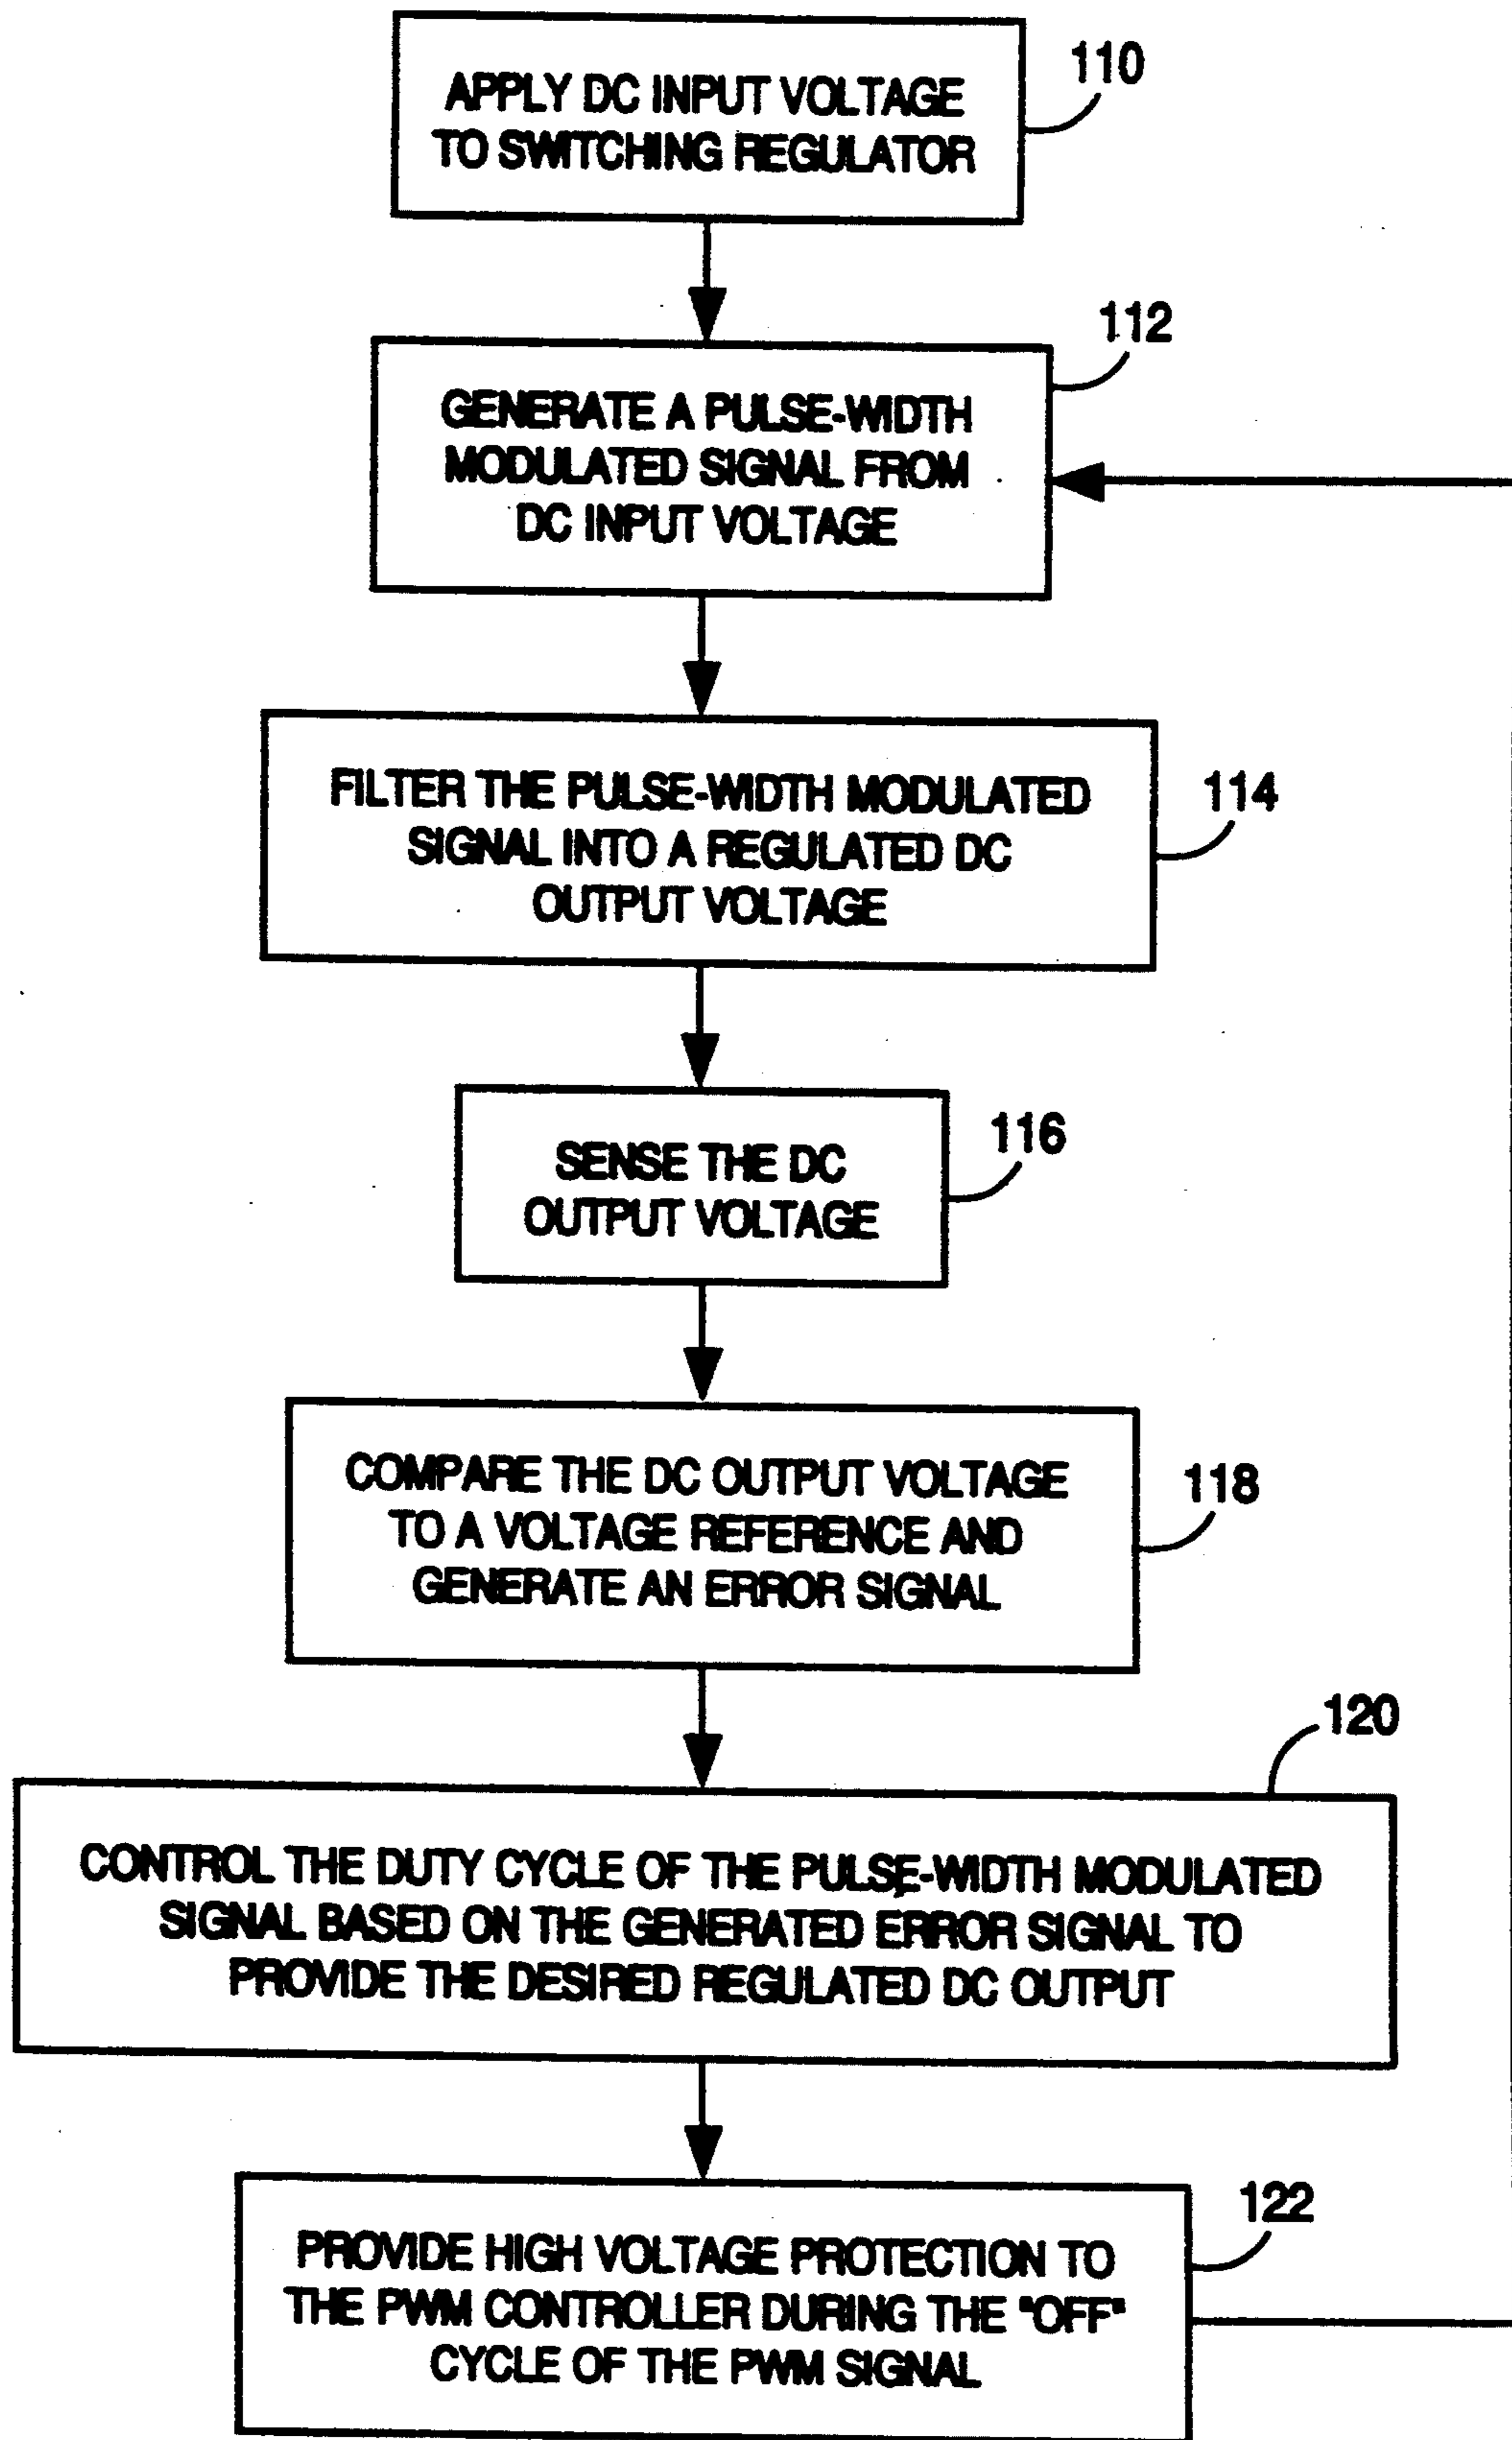 APPLY DC INPUT VOLTAGE
TO SWITCHING REGULATOR
110
GENERATE A PULSE-WIDTH
MODULATED SIGNAL FROM
DC INPUT VOLTAGE
112
FILTER THE PULSE-WIDTH MODULATED
SIGNAL INTO A REGULATED DC
OUTPUT VOLTAGE
114
SENSE THE DC
OUTPUT VOLTAGE
116
COMPARE THE DC OUTPUT VOLTAGE
TO A VOLTAGE REFERENCE AND
GENERATE AN ERROR SIGNAL
118
120
CONTROL THE DUTY CYCLE OF THE PULSE-WIDTH MODULATED
SIGNAL BASED ON THE GENERATED ERROR SIGNAL TO
PROVIDE THE DESIRED REGULATED DC OUTPUT
122
PROVIDE HIGH VOLTAGE PROTECTION TO
THE PWM CONTROLLER DURING THE "OFF"
CYCLE OF THE PWM SIGNAL